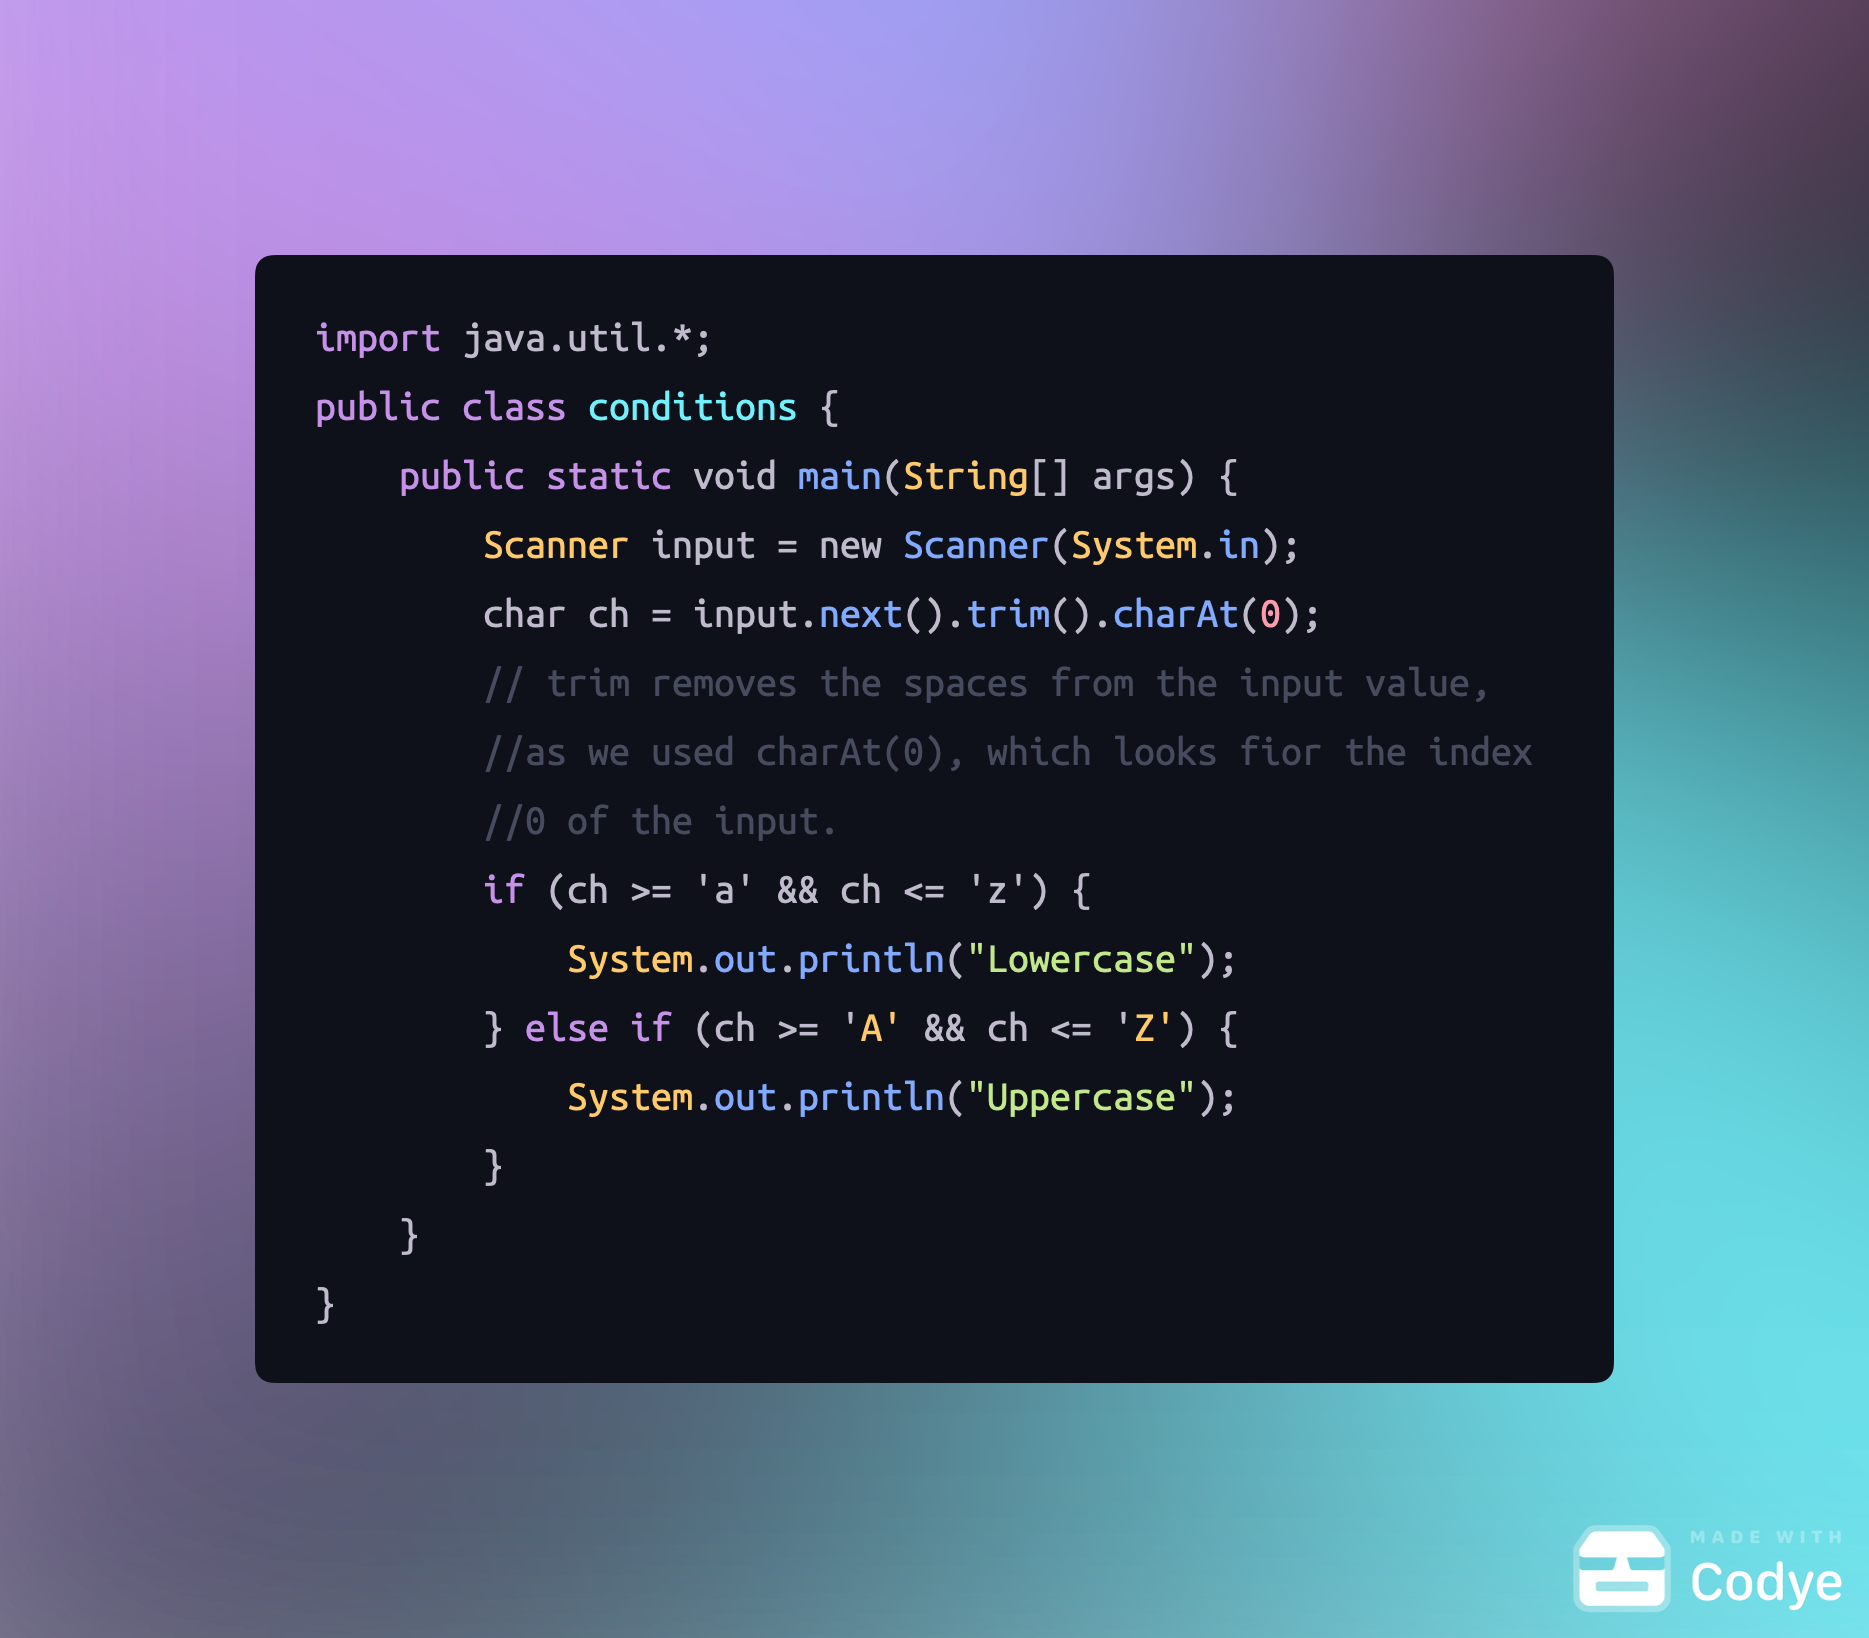 import java.util.*;
public class conditions {
    public static void main(String[] args) {
        Scanner input = new Scanner(System.in);
        char ch = input.next().trim().charAt(0);
        // trim removes the spaces from the input value,
        //as we used charAt(0), which looks fior the index
        //0 of the input.
        if (ch >= 'a' && ch <= 'z') {
            System.out.println("Lowercase");
        } else if (ch >= 'A' && ch <= 'Z') {
            System.out.println("Uppercase");
        }
    }
}
MADE WITH
Codye